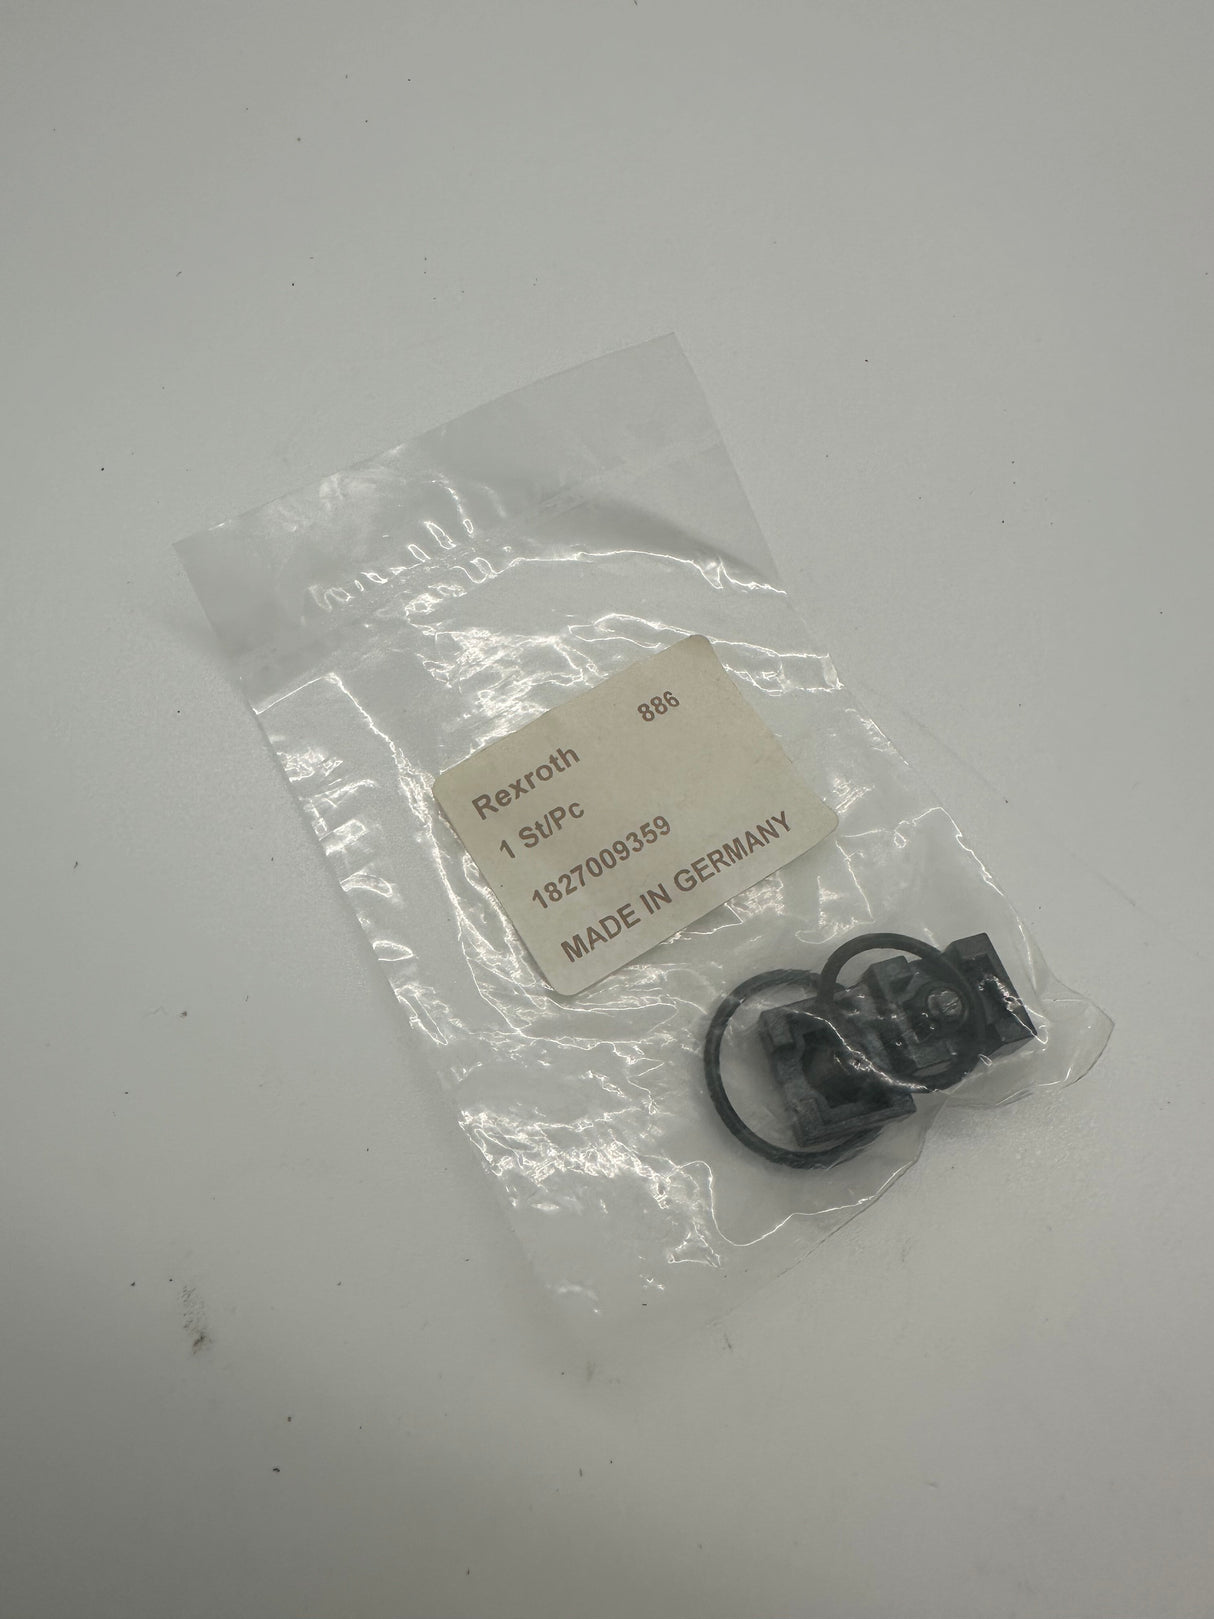 Rexroth 886
1 St/Pc
1827009359
MADE IN GERMANY